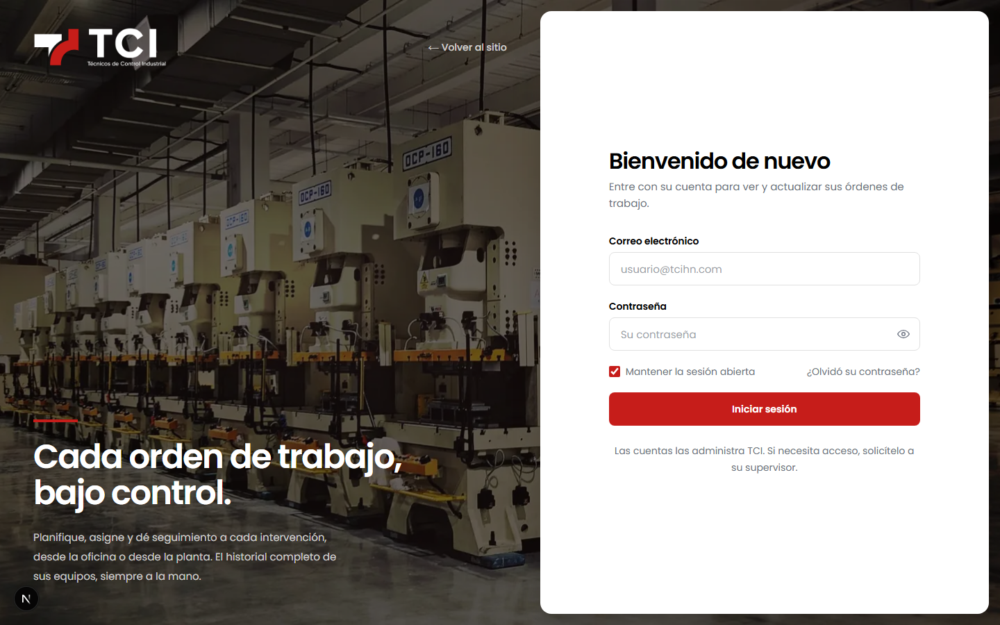 TCI
Técnicos de Control Industrial
← Volver al sitio
OCP-160
OCP-160
OCP-160
Cada orden de trabajo,
bajo control.
Planifique, asigne y dé seguimiento a cada intervención,
desde la oficina o desde la planta. El historial completo de
sus equipos, siempre a la mano.
N
Bienvenido de nuevo
Entre con su cuenta para ver y actualizar sus órdenes de
trabajo.
Correo electrónico
usuario@tcihn.com
Contraseña
Su contraseña
Mantener la sesión abierta
¿Olvidó su contraseña?
Iniciar sesión
Las cuentas las administra TCI. Si necesita acceso, solicítelo a
su supervisor.